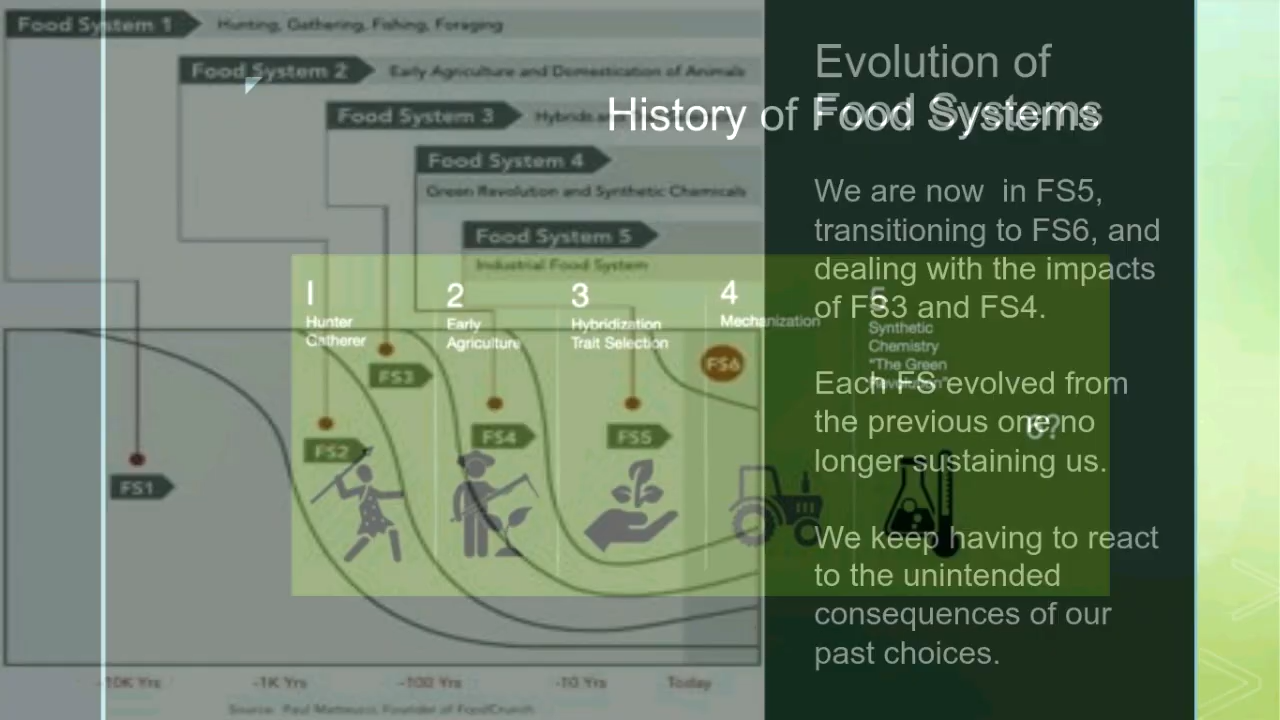 Food System 1
Hunting, Gathering, Fishing, Foraging
Food System 2
Early Agriculture and Domestication of Animals
Food System 3
Hybrids
Food System 4
Green Revolution and Synthetic Chemicals
Food System 5
Industrial Food System
FS1
FS2
FS3
FS4
FS5
FS6
-10K Yrs
-1K Yrs
-100 Yrs
-10 Yrs
Today
Source: Paul Matteucci, Founder of FoodCrunch
Evolution of
Food Systems
We are now in FS5,
transitioning to FS6, and
dealing with the impacts
of FS3 and FS4.
Each FS evolved from
the previous one no
longer sustaining us.
We keep having to react
to the unintended
consequences of our
past choices.
History of Food Systems
1
Hunter
Gatherer
2
Early
Agriculture
3
Hybridization
Trait Selection
4
Mechanization
5
Synthetic
Chemistry
"The Green
Revolution"
6?